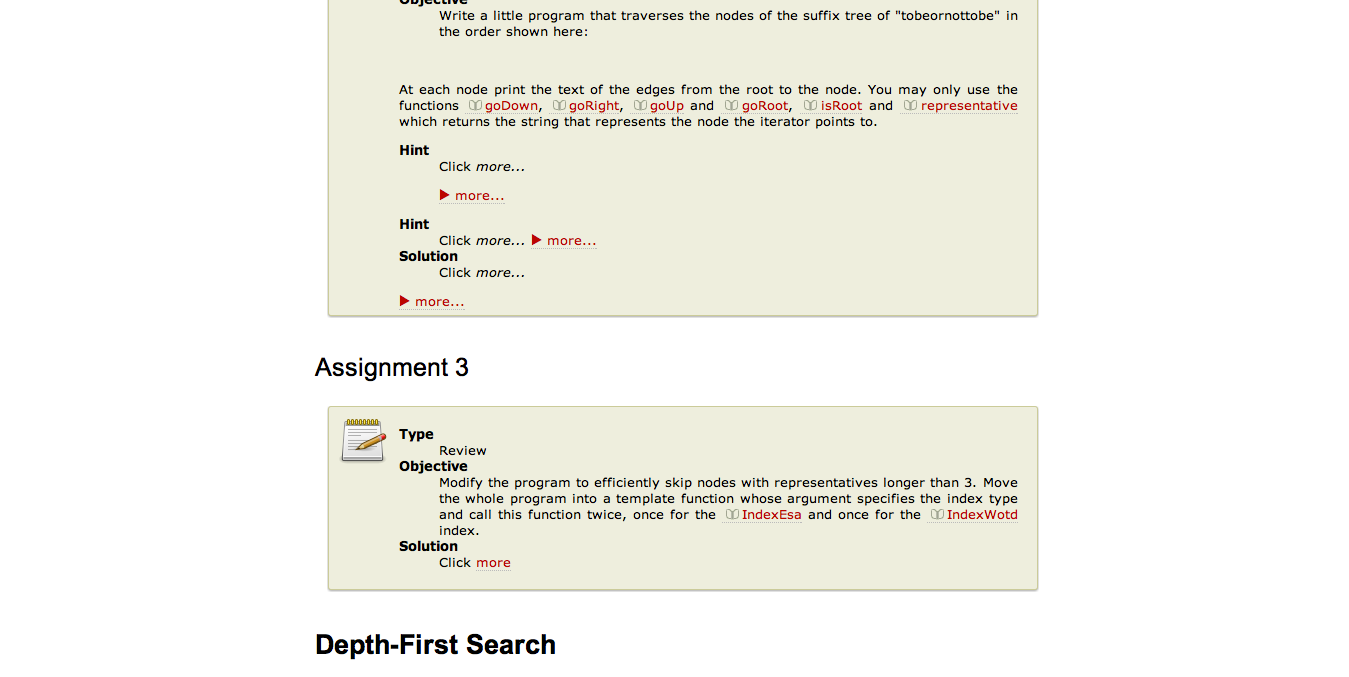 Objective
Write a little program that traverses the nodes of the suffix tree of "tobeornottobe" in
the order shown here:
At each node print the text of the edges from the root to the node. You may only use the
functions goDown, goRight, goUp and goRoot, isRoot and representative
which returns the string that represents the node the iterator points to.
Hint
Click more...
more...
Hint
Click more... more...
Solution
Click more...
more...
Assignment 3
Type
Review
Objective
Modify the program to efficiently skip nodes with representatives longer than 3. Move
the whole program into a template function whose argument specifies the index type
and call this function twice, once for the IndexEsa and once for the IndexWotd
index.
Solution
Click more
Depth-First Search